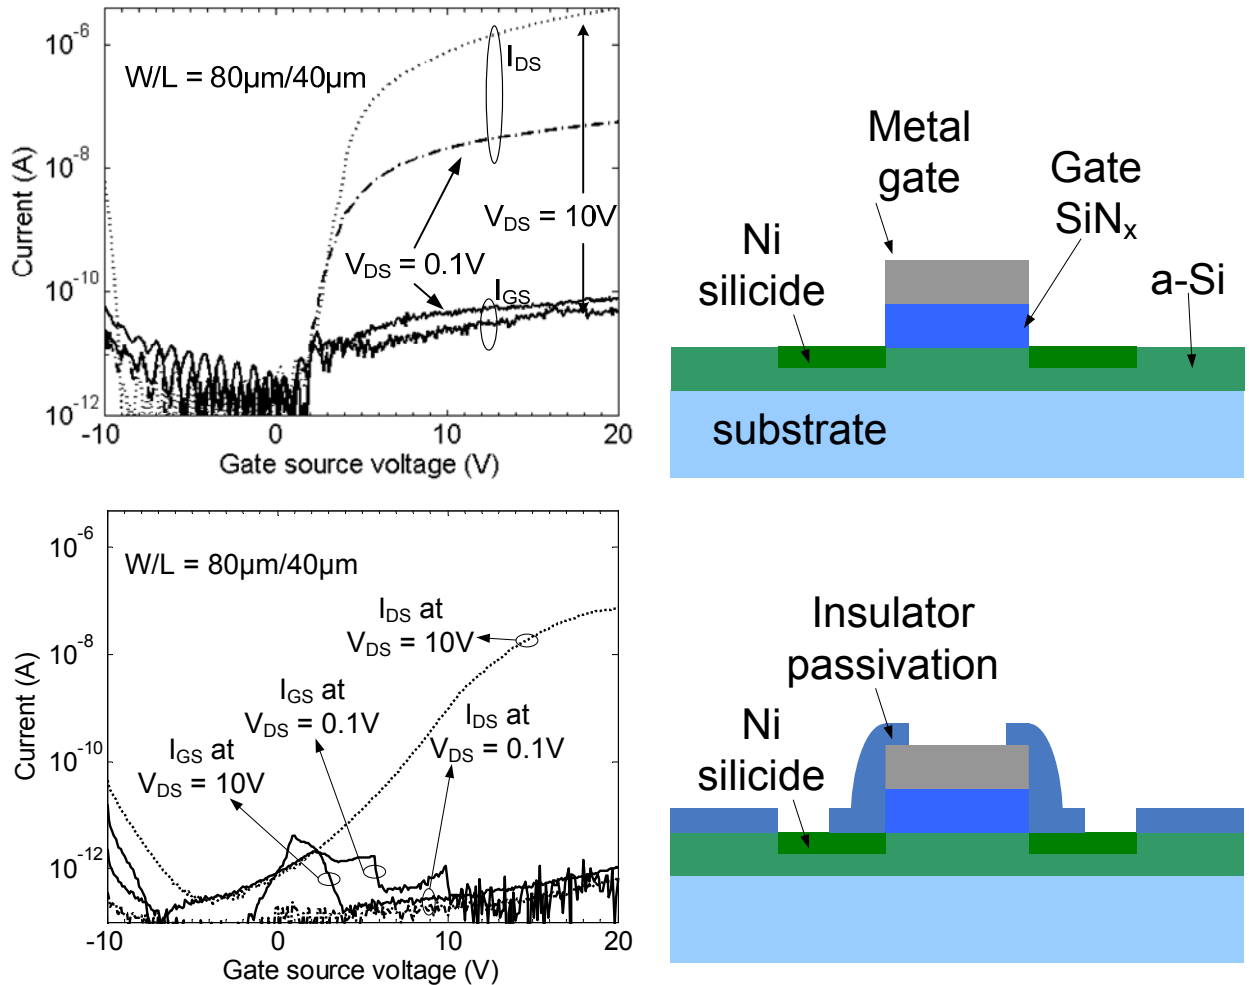 10⁻⁶
10⁻⁸
10⁻¹⁰
10⁻¹²
Current (A)
W/L = 80µm/40µm
I_DS
V_DS = 10V
V_DS = 0.1V
I_GS
-10
0
10
20
Gate source voltage (V)
Metal
gate
Gate
SiNₓ
Ni
silicide
a-Si
substrate
10⁻⁶
10⁻⁸
10⁻¹⁰
10⁻¹²
Current (A)
W/L = 80µm/40µm
I_DS at
V_DS = 10V
I_GS at
V_DS = 0.1V
I_DS at
V_DS = 0.1V
I_GS at
V_DS = 10V
-10
0
10
20
Gate source voltage (V)
Insulator
passivation
Ni
silicide